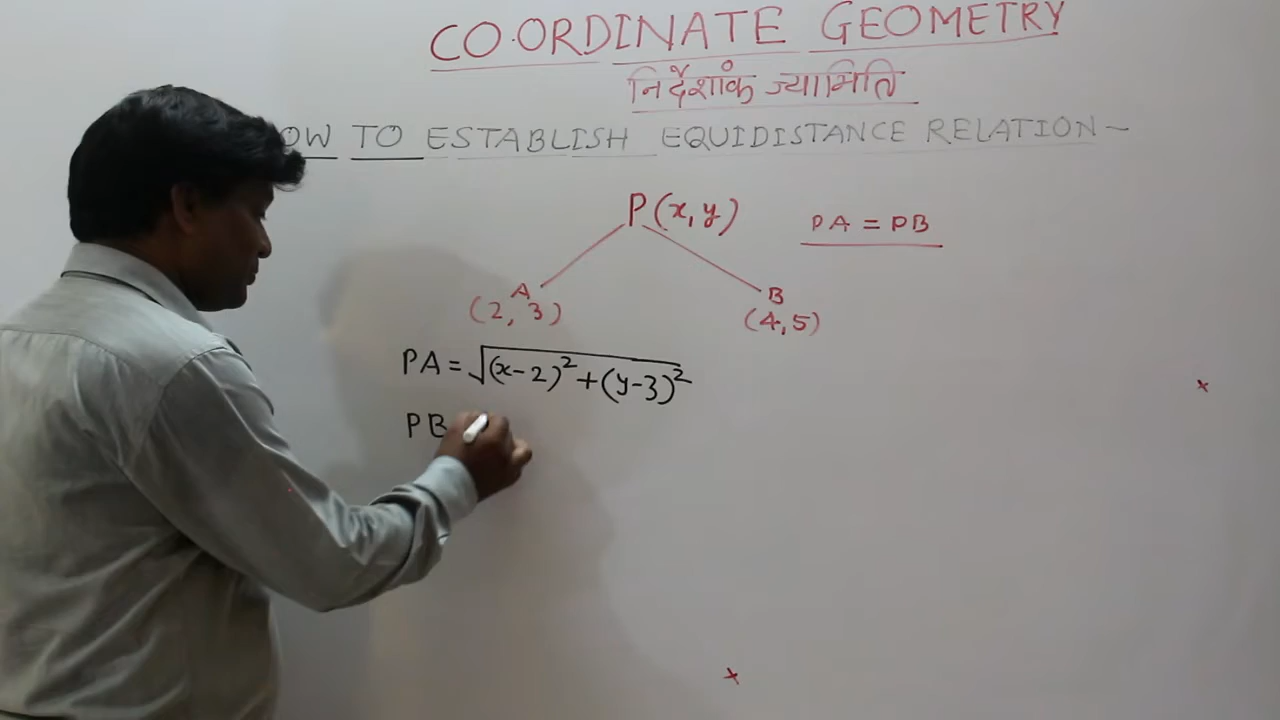 CO.ORDINATE GEOMETRY
निर्देशांक ज्यामिति
OW TO ESTABLISH EQUIDISTANCE RELATION-
P(x, y)
PA = PB
A
(2, 3)
B
(4, 5)
PA = √(x-2)²+(y-3)²
PB